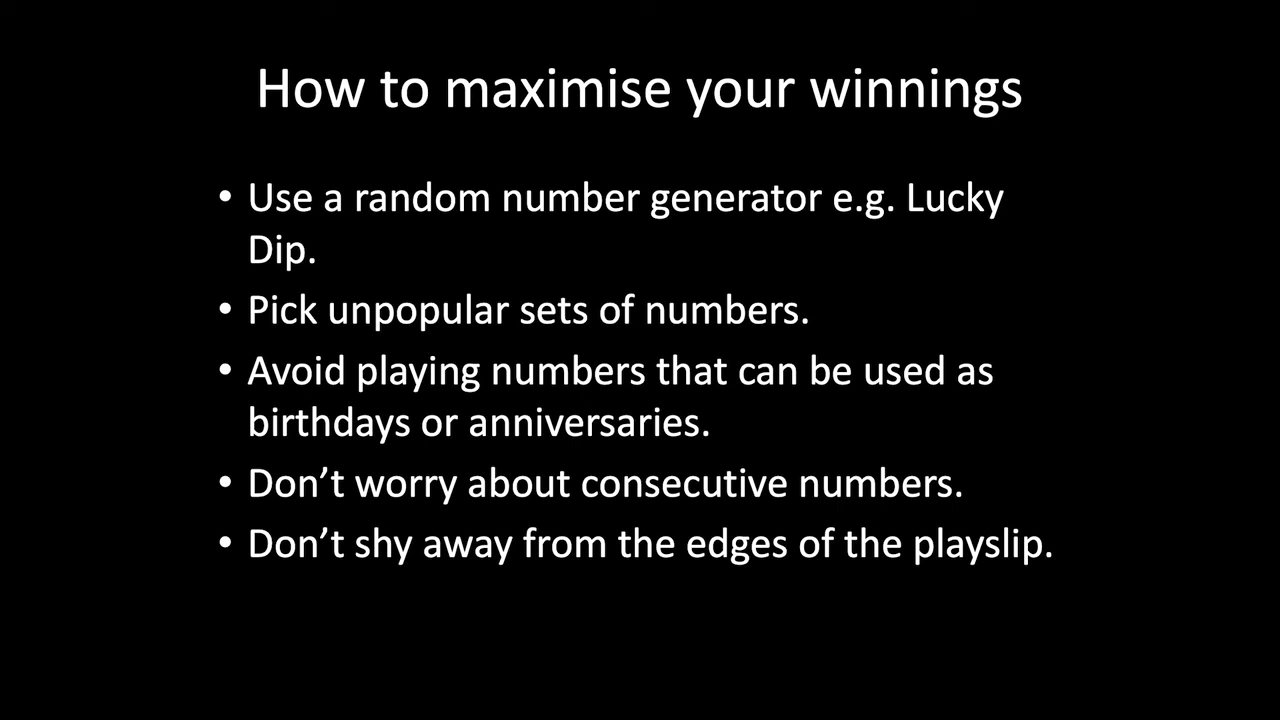 How to maximise your winnings
• Use a random number generator e.g. Lucky
Dip.
• Pick unpopular sets of numbers.
• Avoid playing numbers that can be used as
birthdays or anniversaries.
• Don’t worry about consecutive numbers.
• Don’t shy away from the edges of the playslip.